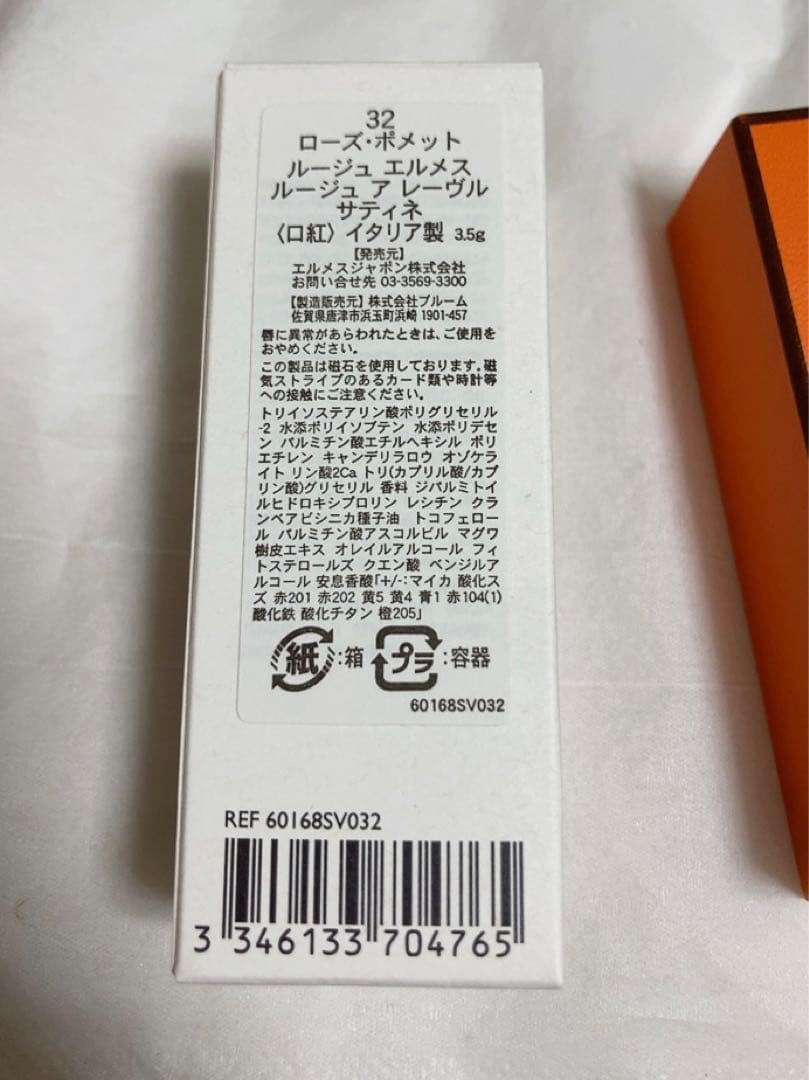 32
ローズ・ポメット
ルージュ エルメス
ルージュ ア レーヴル
サティネ
〈口紅〉イタリア製 3.5g
【発売元】
エルメスジャポン株式会社
お問い合せ先 03-3569-3300
【製造販売元】株式会社ブルーム
佐賀県唐津市浜玉町浜崎 1901-457
唇に異常があらわれたときは、ご使用を
おやめください。
この製品は磁石を使用しております。磁
気ストライプのあるカード類や時計等
への接触にご注意ください。
トリイソステアリン酸ポリグリセリル
-2 水添ポリイソブテン 水添ポリデセ
ン パルミチン酸エチルヘキシル ポリ
エチレン キャンデリラロウ オゾケラ
イト リン酸2Ca トリ(カプリル酸/カプ
リン酸)グリセリル 香料 ジパルミトイ
ルヒドロキシプロリン レシチン クラ
ンベアビシニカ種子油 トコフェロー
ル パルミチン酸アスコルビル マグワ
樹皮エキス オレイルアルコール フィ
トステロールズ クエン酸 ベンジルア
ルコール 安息香酸「+/-:マイカ 酸化ス
ズ 赤201 赤202 黄5 黄4 青1 赤104(1)
酸化鉄 酸化チタン 橙205」
紙:箱 プラ:容器
60168SV032
REF 60168SV032
3 346133 704765